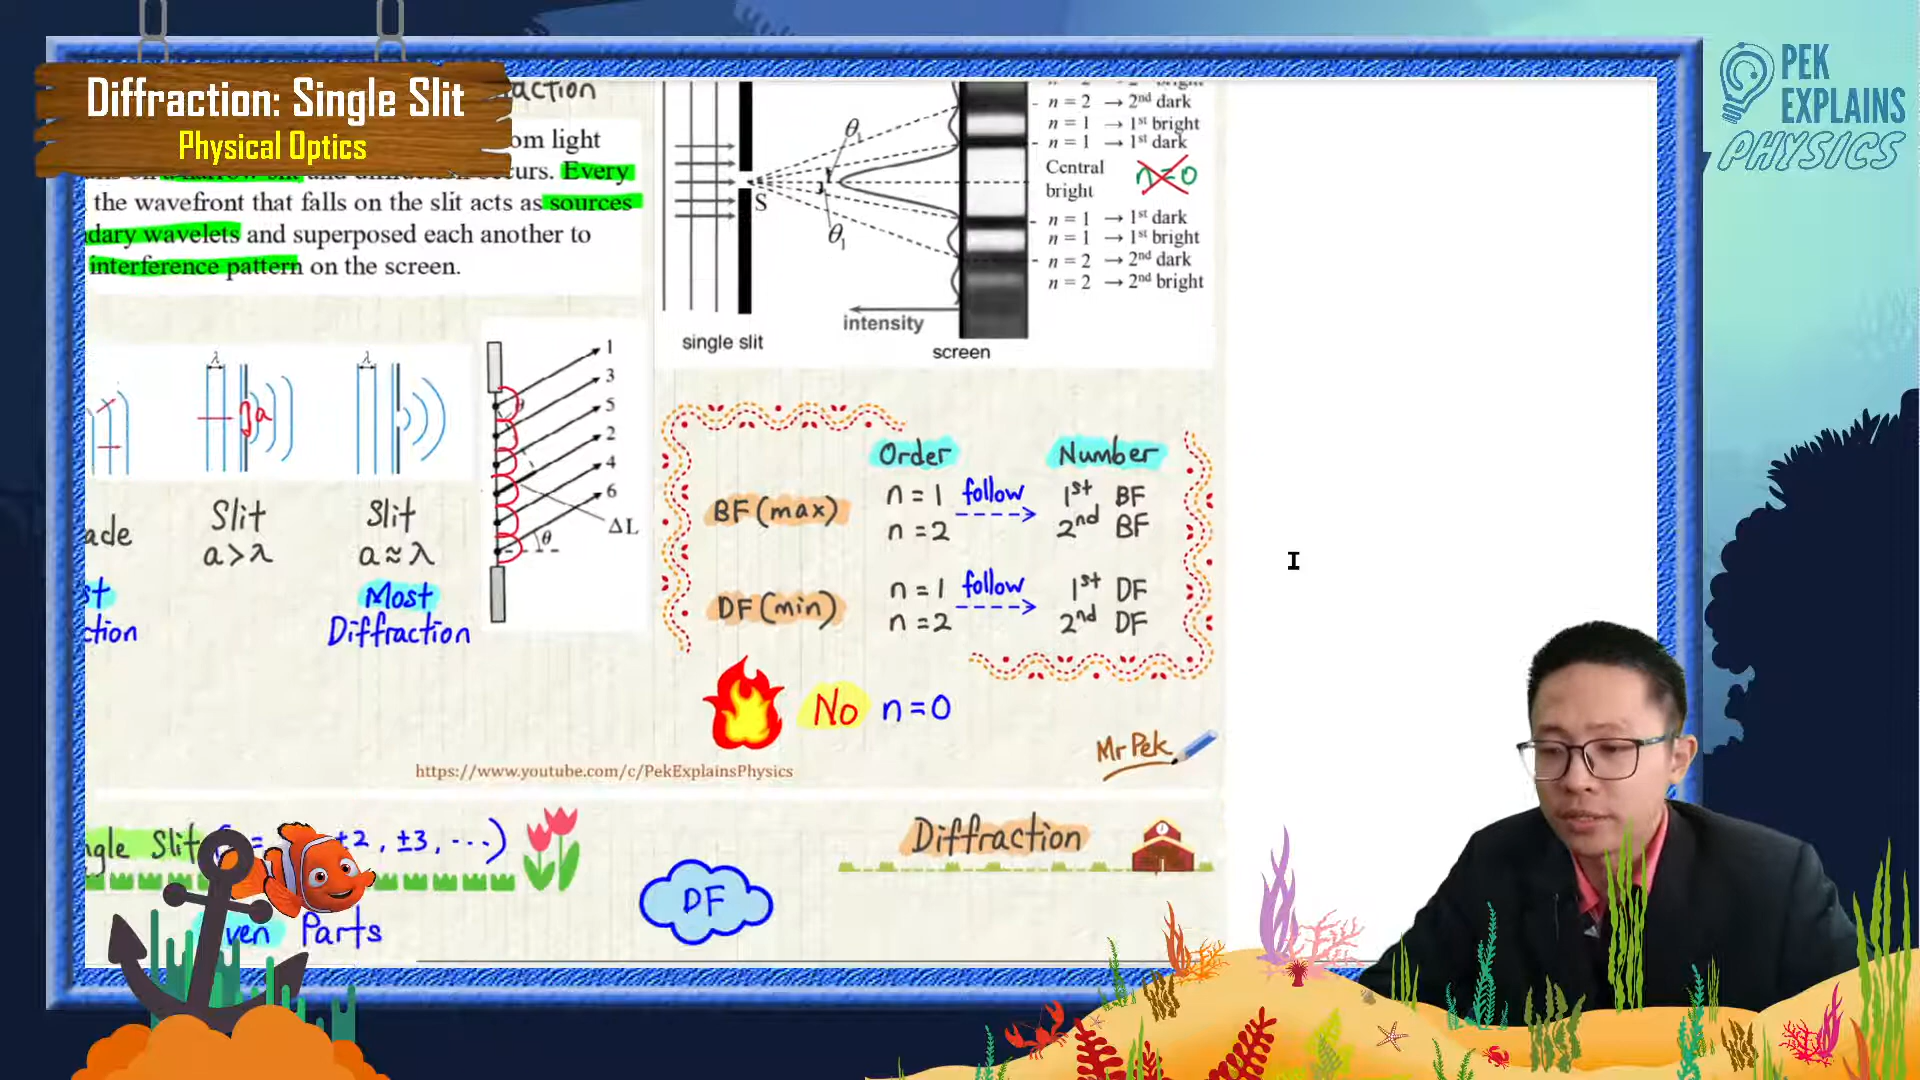 Diffraction: Single Slit
Physical Optics
PEK
EXPLAINS
PHYSICS
action
om light
urs. Every
the wavefront that falls on the slit acts as sources
dary wavelets and superposed each another to
interference pattern on the screen.
n = 2 → 2nd dark
n = 1 → 1st bright
n = 1 → 1st dark
Central
bright
n=0
n = 1 → 1st dark
n = 1 → 1st bright
n = 2 → 2nd dark
n = 2 → 2nd bright
θ1
θ1
S
intensity
single slit
screen
λ
λ
a
1
3
5
2
4
6
ΔL
θ
ade
Slit
a>λ
Slit
a≈λ
st
ction
Most
Diffraction
Order
Number
BF (max)
n = 1 follow 1st BF
n = 2 2nd BF
DF (min)
n = 1 follow 1st DF
n = 2 2nd DF
No n=0
Mr Pek
https://www.youtube.com/c/PekExplainsPhysics
ngle Slit
±2, ±3, ...)
Diffraction
DF
ven Parts